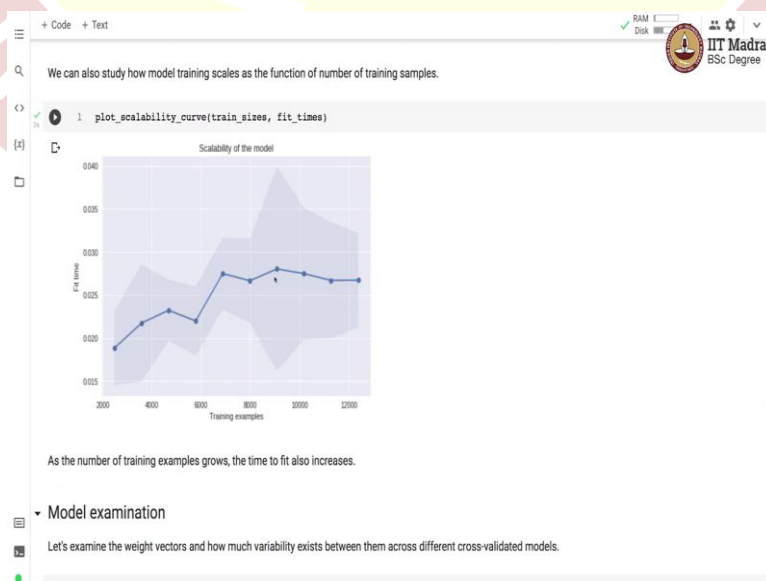 + Code + Text
RAM
Disk
IIT Madra
BSc Degree
We can also study how model training scales as the function of number of training samples.
1 plot_scalability_curve(train_sizes, fit_times)
Scalability of the model
0.040
0.035
0.030
0.025
0.020
0.015
Fit time
2000 4000 6000 8000 10000 12000
Training examples
As the number of training examples grows, the time to fit also increases.
Model examination
Let's examine the weight vectors and how much variability exists between them across different cross-validated models.